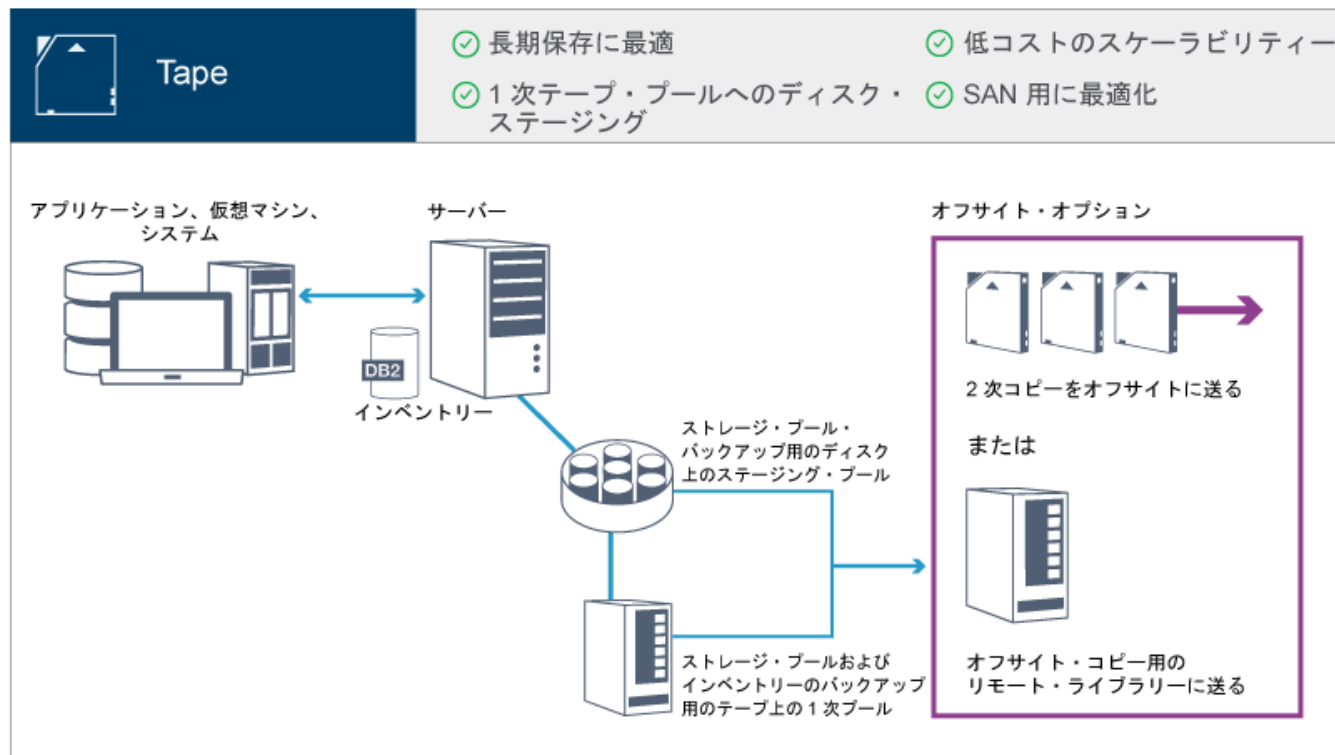 Tape
長期保存に最適
1 次テープ・プールへのディスク・
ステージング
低コストのスケーラビリティー
SAN 用に最適化
アプリケーション、仮想マシン、
システム
サーバー
DB2
インベントリー
ストレージ・プール・
バックアップ用のディスク
上のステージング・プール
ストレージ・プールおよび
インベントリーのバックアップ
用のテープ上の 1 次プール
オフサイト・オプション
2 次コピーをオフサイトに送る
または
オフサイト・コピー用の
リモート・ライブラリーに送る